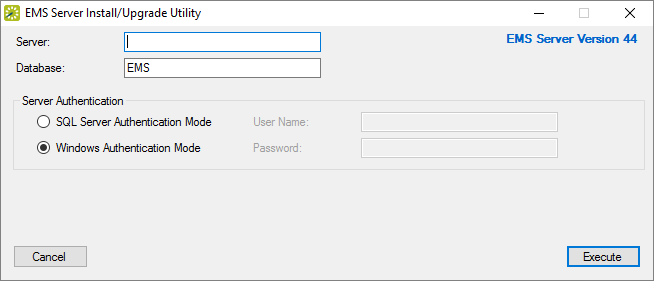 EMS Server Install/Upgrade Utility
Server:
EMS Server Version 44
Database: EMS
Server Authentication
SQL Server Authentication Mode User Name:
Windows Authentication Mode Password:
Cancel Execute